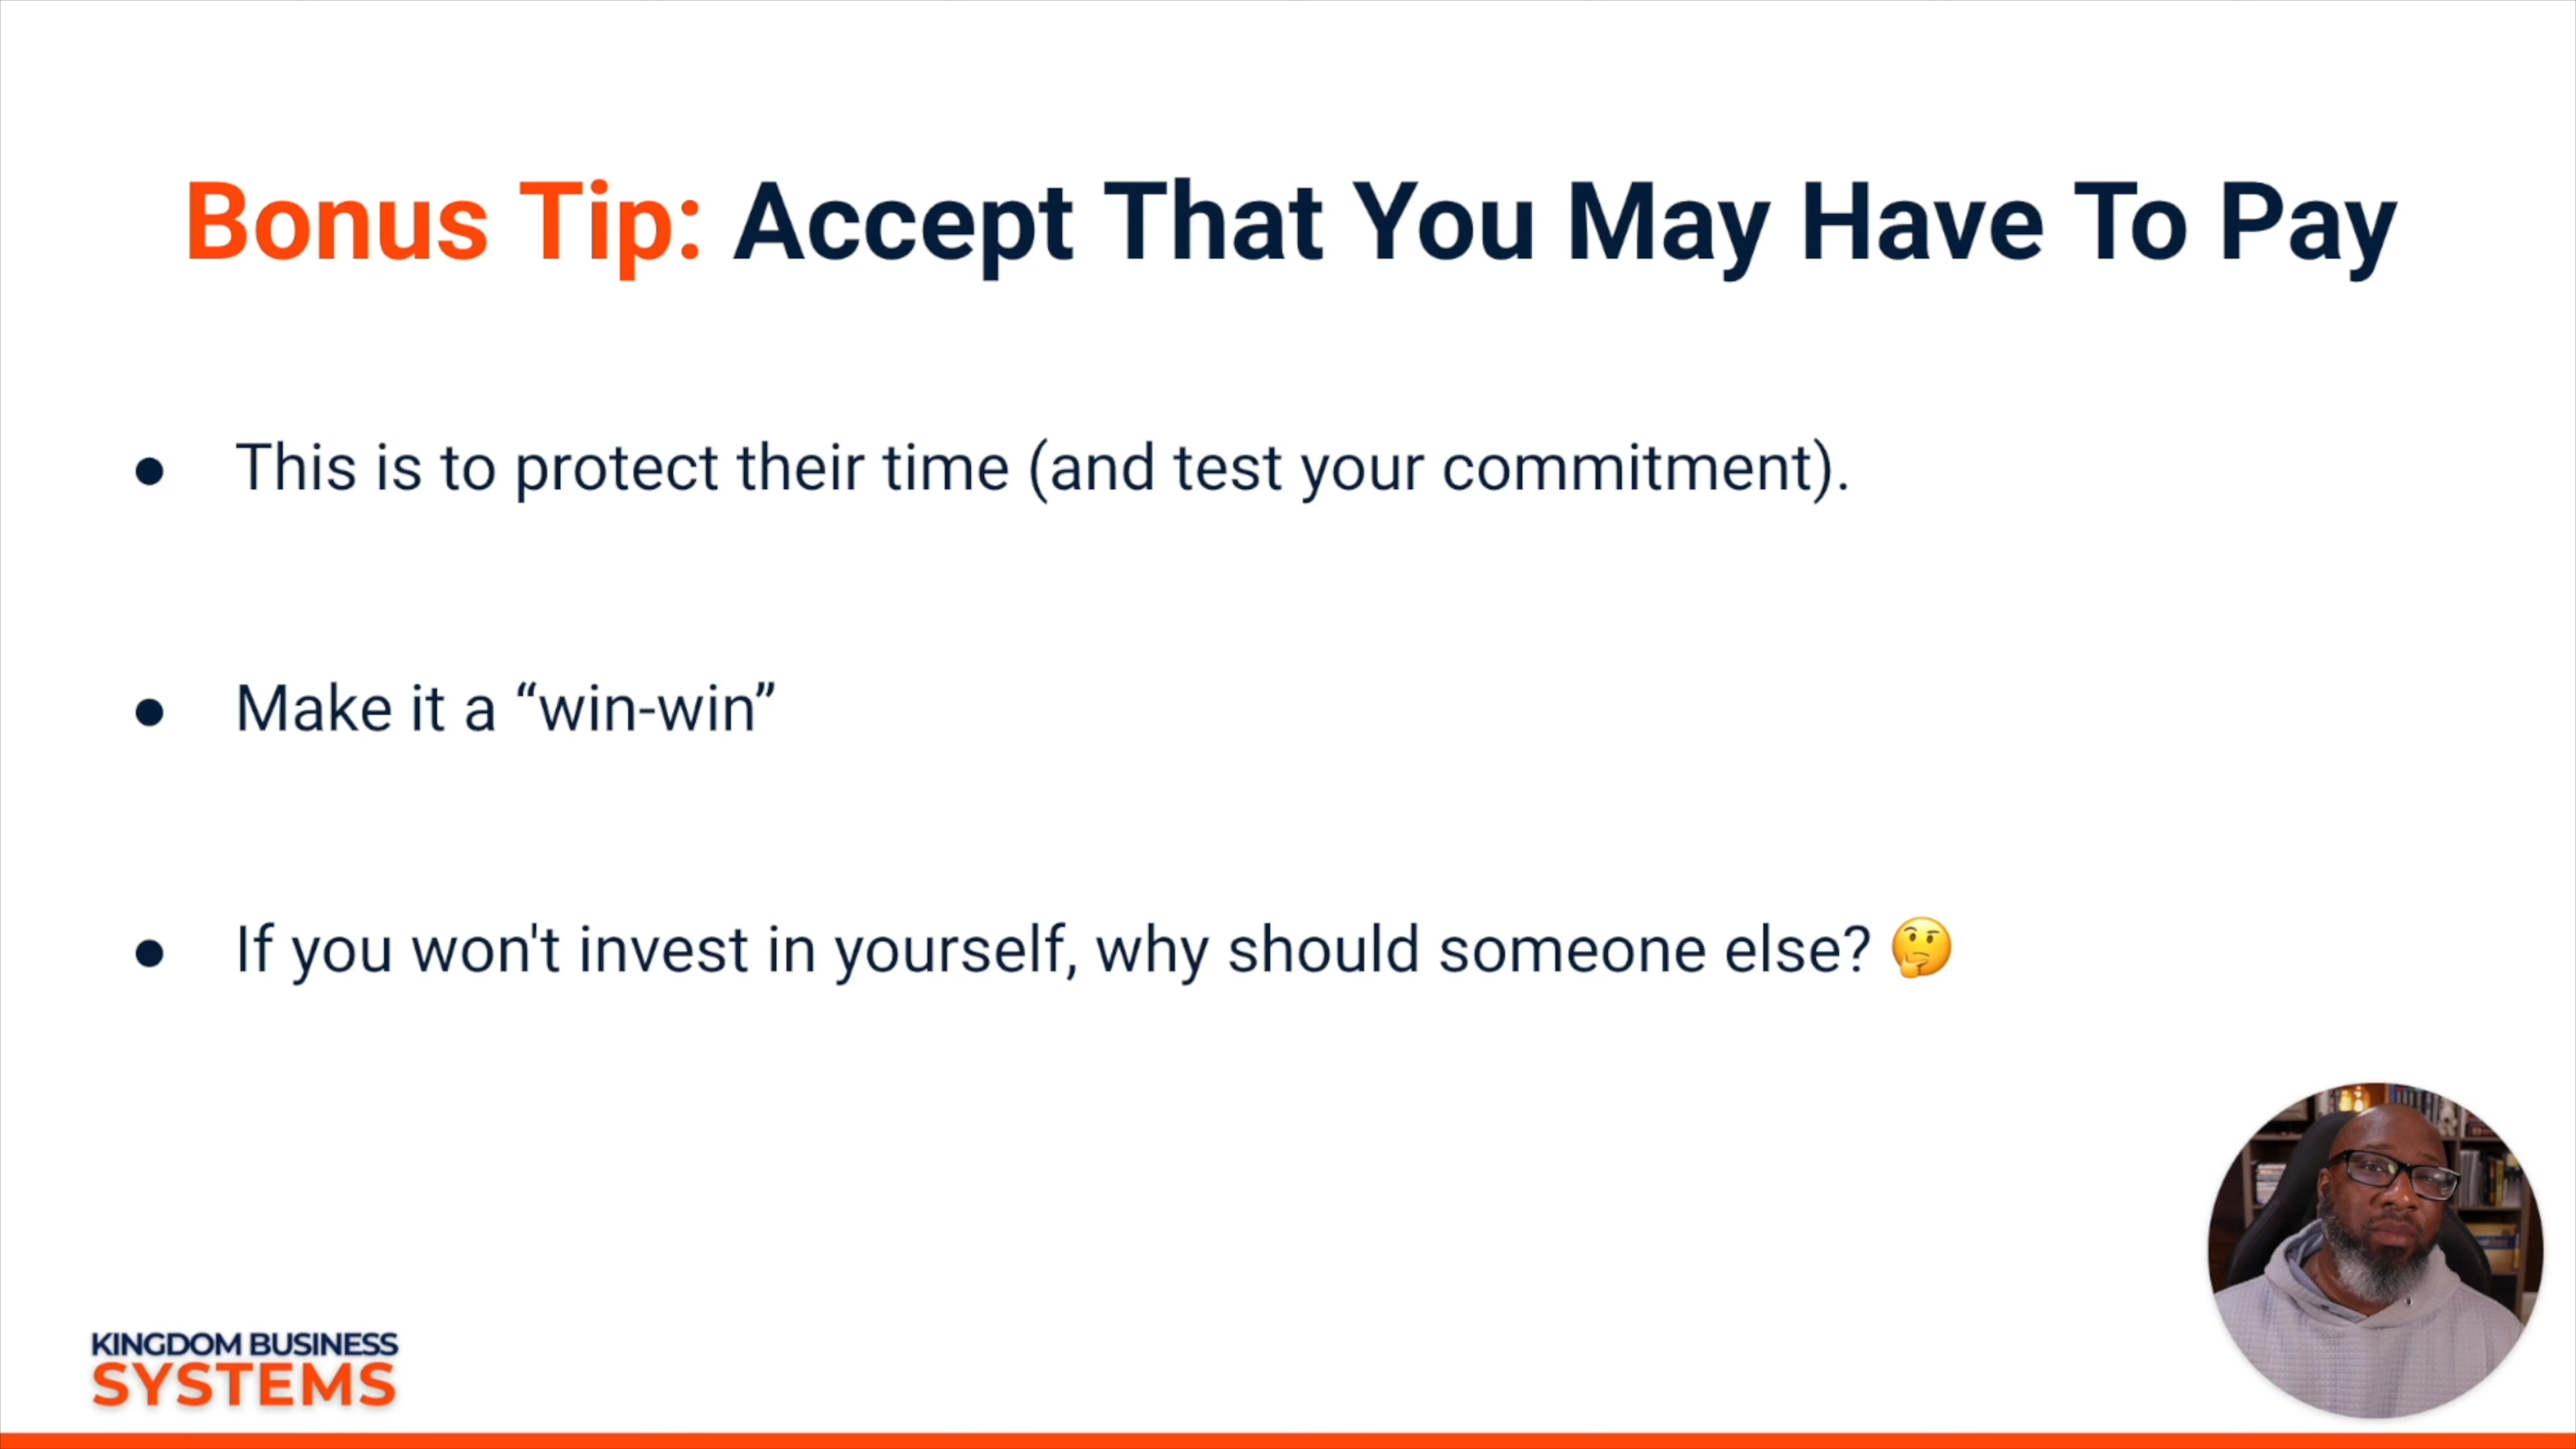 Bonus Tip: Accept That You May Have To Pay
● This is to protect their time (and test your commitment).
● Make it a “win-win”
● If you won't invest in yourself, why should someone else? 🤔
KINGDOM BUSINESS
SYSTEMS